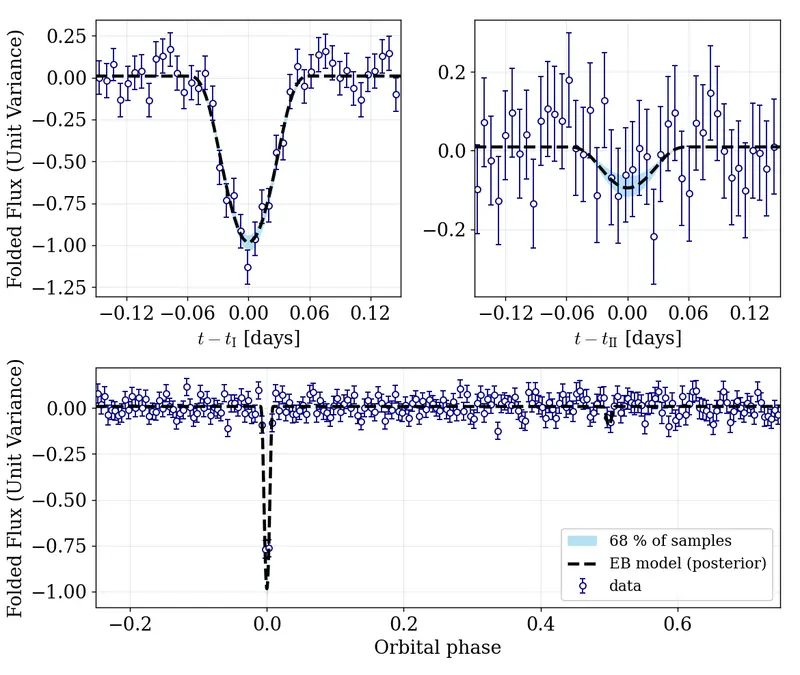 Folded Flux (Unit Variance)
0.25
0.00
−0.25
−0.50
−0.75
−1.00
−1.25
−0.12 −0.06 0.00 0.06 0.12
t − tI [days]
0.2
0.0
−0.2
−0.12 −0.06 0.00 0.06 0.12
t − tII [days]
Folded Flux (Unit Variance)
0.00
−0.25
−0.50
−0.75
−1.00
68 % of samples
EB model (posterior)
data
−0.2 0.0 0.2 0.4 0.6
Orbital phase